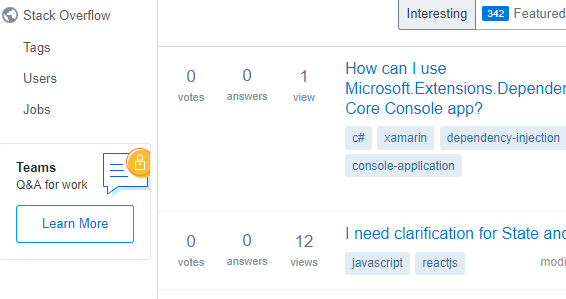 Stack Overflow
Tags
Users
Jobs
Teams
Q&A for work
Learn More
Interesting
342 Featured
0 votes
0 answers
1 view
How can I use
Microsoft.Extensions.Depender
Core Console app?
c# xamarin dependency-injection
console-application
0 votes
0 answers
12 views
I need clarification for State and
javascript reactjs
modi